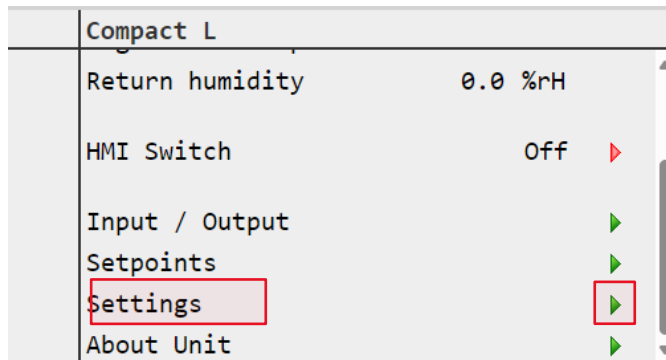 Compact L
Return humidity 0.0 %rH
HMI Switch Off
Input / Output
Setpoints
Settings
About Unit